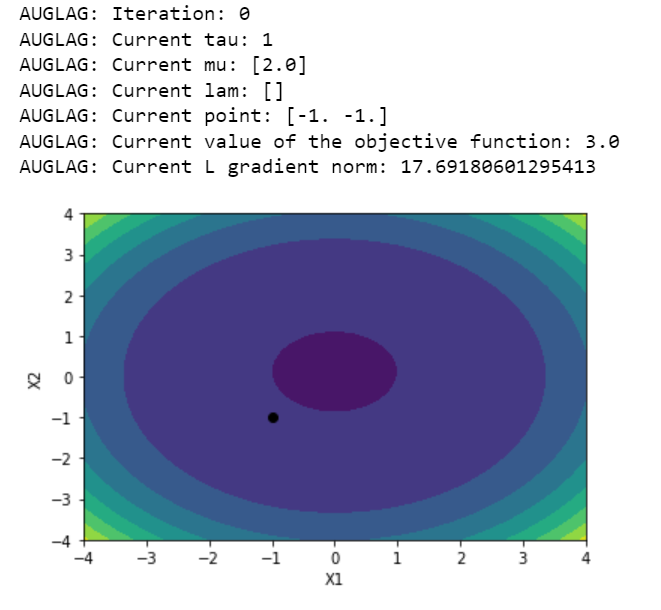 AUGLAG: Iteration: 0
AUGLAG: Current tau: 1
AUGLAG: Current mu: [2.0]
AUGLAG: Current lam: []
AUGLAG: Current point: [-1. -1.]
AUGLAG: Current value of the objective function: 3.0
AUGLAG: Current L gradient norm: 17.69180601295413
4
3
2
1
0
−1
−2
−3
−4
X2
−4 −3 −2 −1 0 1 2 3 4
X1